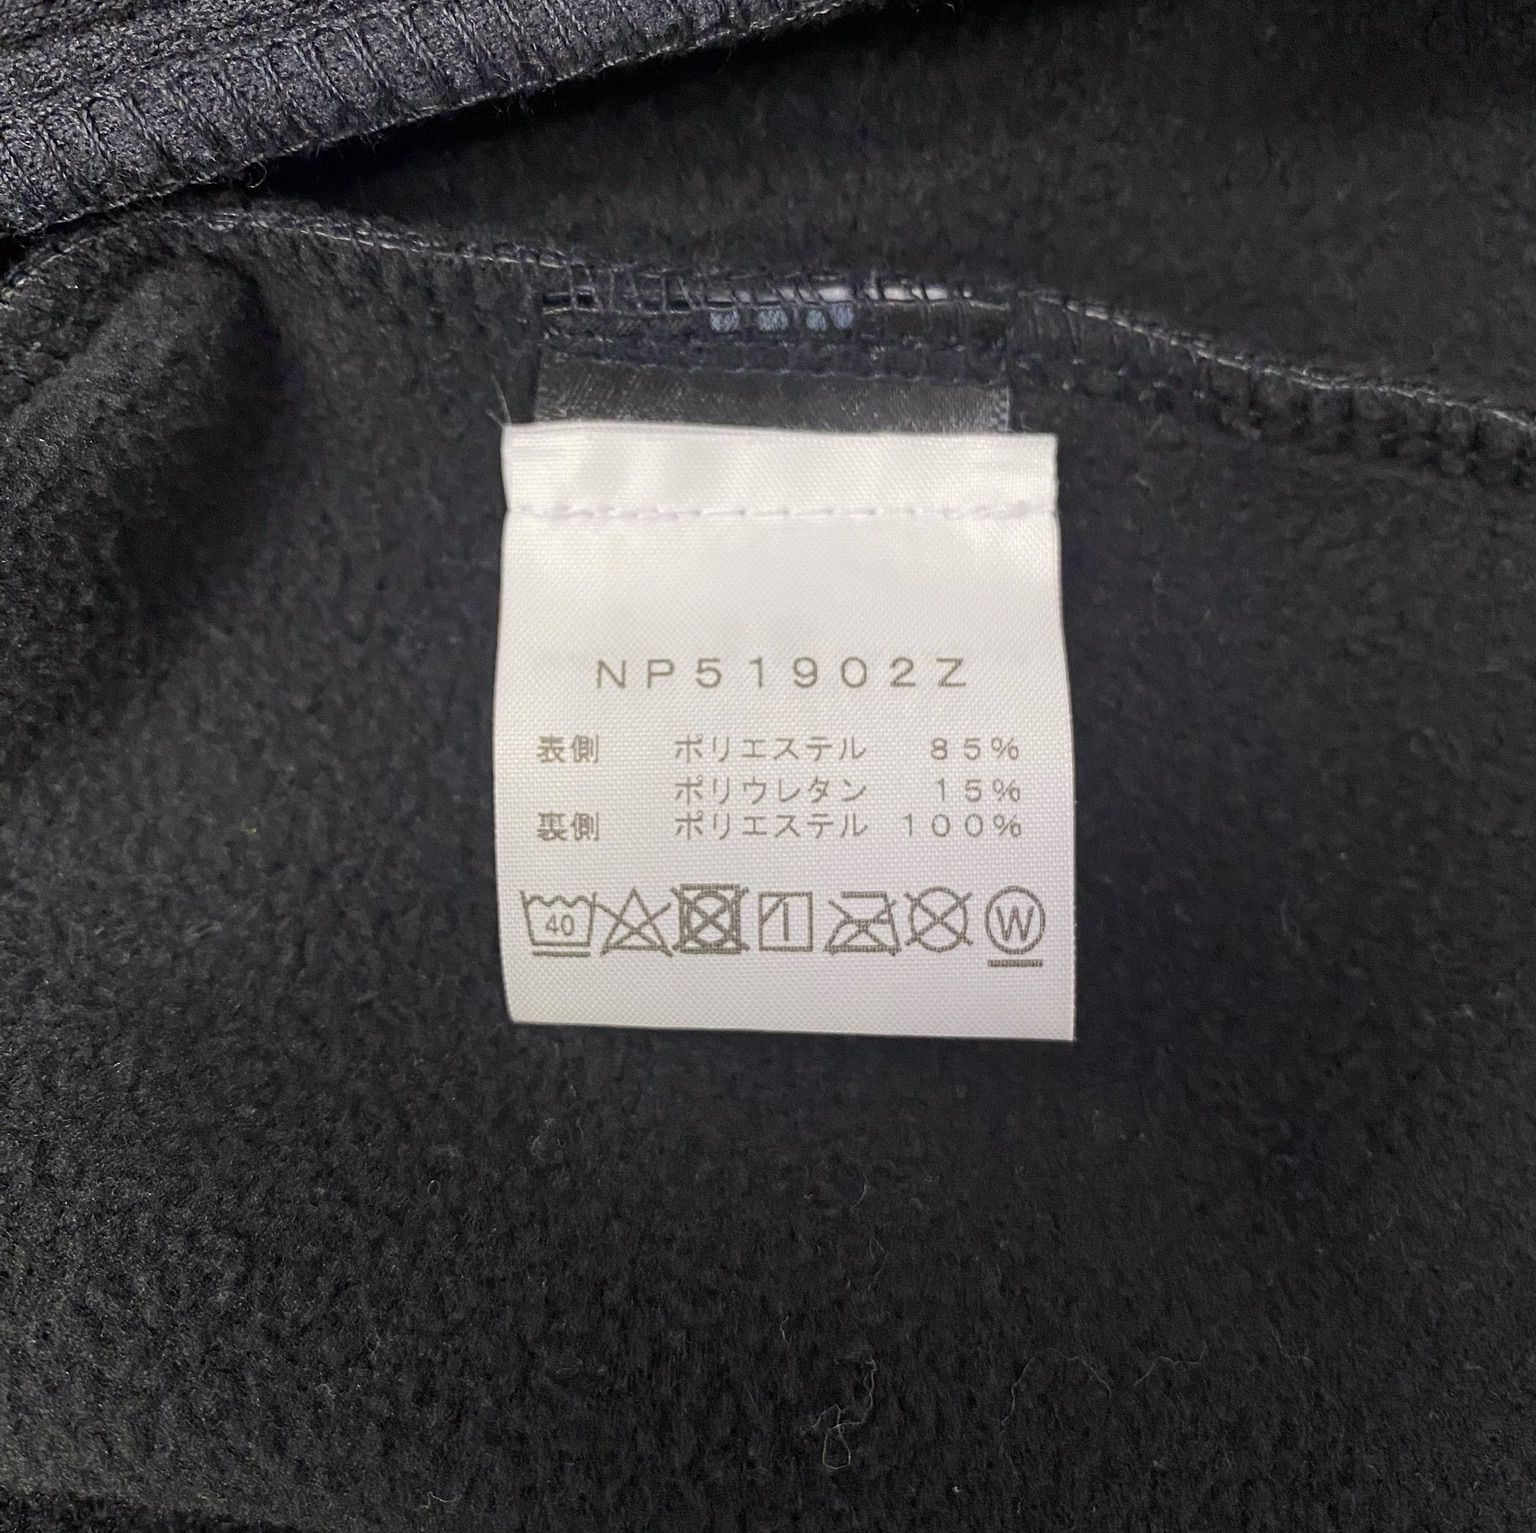 NP51902Z
表側 ポリエステル 85%
ポリウレタン 15%
裏側 ポリエステル 100%
40 W